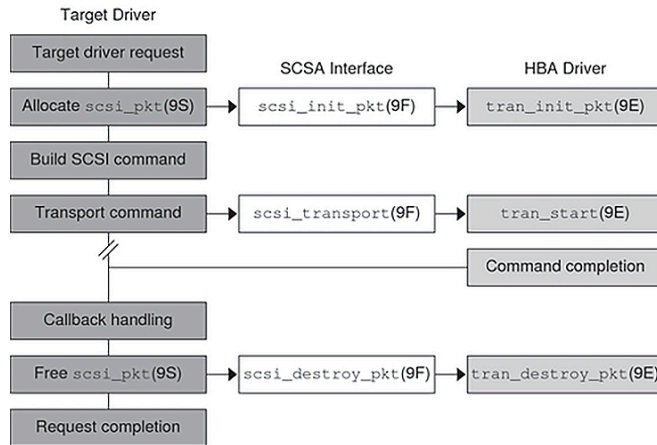 Target Driver
Target driver request
SCSA Interface
HBA Driver
Allocate scsi_pkt(9S)
scsi_init_pkt(9F)
tran_init_pkt(9E)
Build SCSI command
Transport command
scsi_transport(9F)
tran_start(9E)
Command completion
Callback handling
Free scsi_pkt(9S)
scsi_destroy_pkt(9F)
tran_destroy_pkt(9E)
Request completion